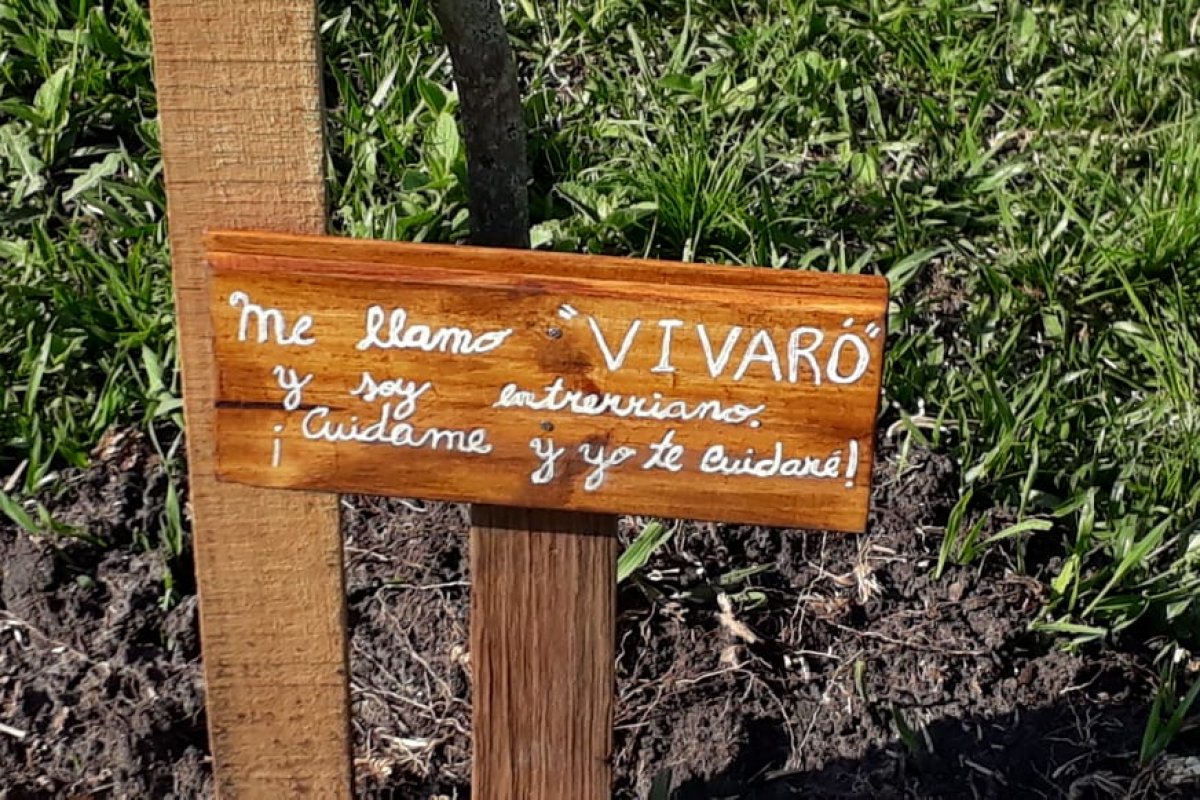 Me llamo "VIVARÓ"
y soy entrerriano.
¡Cuidame y yo te cuidaré!